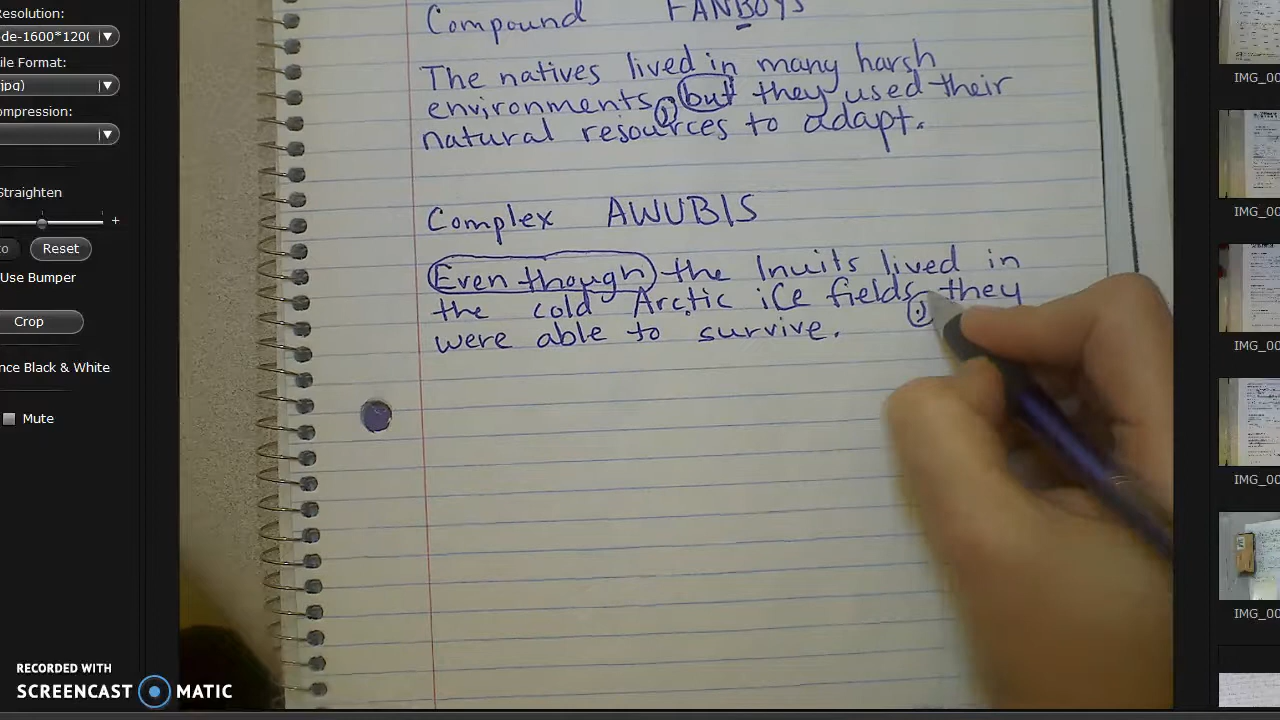 Resolution:
de-1600*1200
ile Format:
jpg)
ompression:
Straighten
+
to
Reset
Use Bumper
Crop
nce Black & White
Mute
RECORDED WITH
SCREENCAST MATIC
Compound FANBOYS
The natives lived in many harsh
environments, but they used their
natural resources to adapt.
Complex AWUBIS
Even though the Inuits lived in
the cold Arctic ice fields, they
were able to survive.
IMG_00
IMG_00
IMG_00
IMG_00
IMG_00